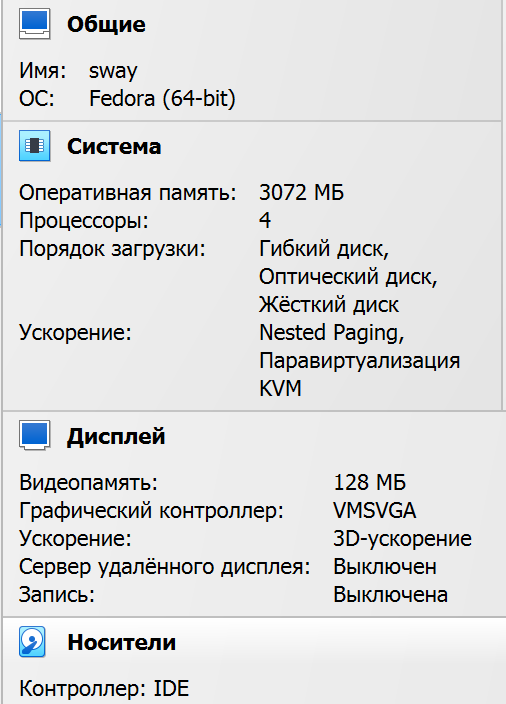 Общие
Имя: sway
ОС: Fedora (64-bit)
Система
Оперативная память: 3072 МБ
Процессоры: 4
Порядок загрузки: Гибкий диск,
Оптический диск,
Жёсткий диск
Ускорение: Nested Paging,
Паравиртуализация
KVM
Дисплей
Видеопамять: 128 МБ
Графический контроллер: VMSVGA
Ускорение: 3D-ускорение
Сервер удалённого дисплея: Выключен
Запись: Выключена
Носители
Контроллер: IDE